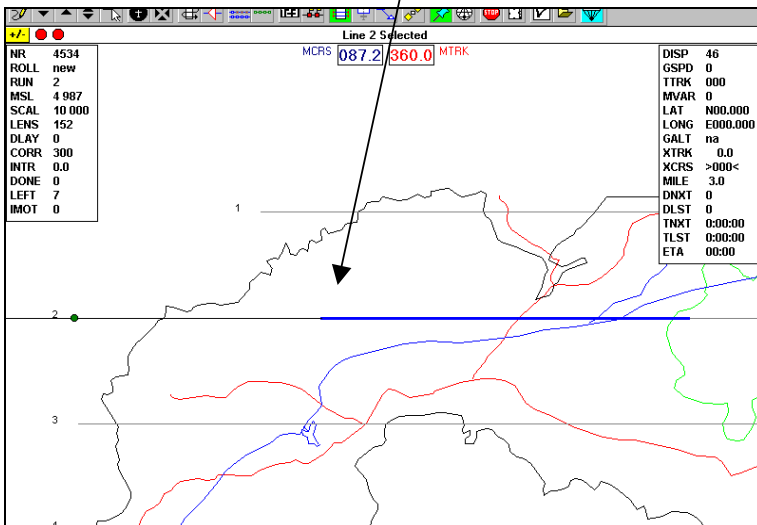 STOP
+/-
Line 2 Selected
MCRS 087.2 360.0 MTRK
NR 4534
ROLL new
RUN 2
MSL 4 987
SCAL 10 000
LENS 152
DLAY 0
CORR 300
INTR 0.0
DONE 0
LEFT 7
IMOT 0
DISP 46
GSPD 0
TTRK 000
MVAR 0
LAT N00.000
LONG E000.000
GALT na
XTRK 0.0
XCRS >000<
MILE 3.0
DNXT 0
DLST 0
TNXT 0:00:00
TLST 0:00:00
ETA 00:00
1
2
3